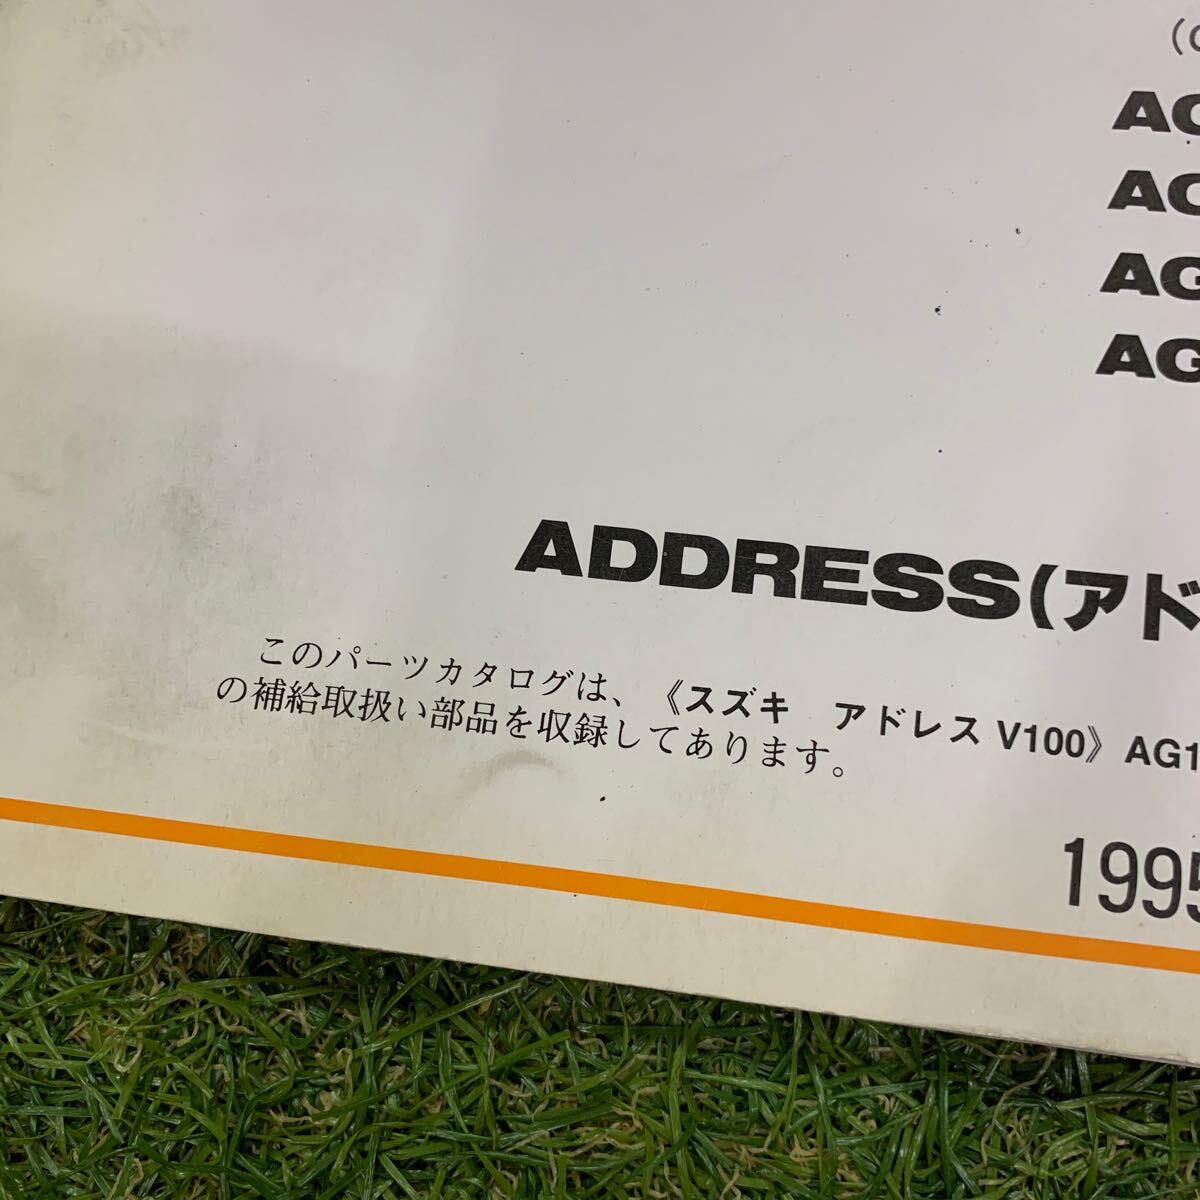 AG
AG
ADDRESS(アド
このパーツカタログは、《スズキ アドレス V100》AG1
の補給取扱い部品を収録してあります。
1995